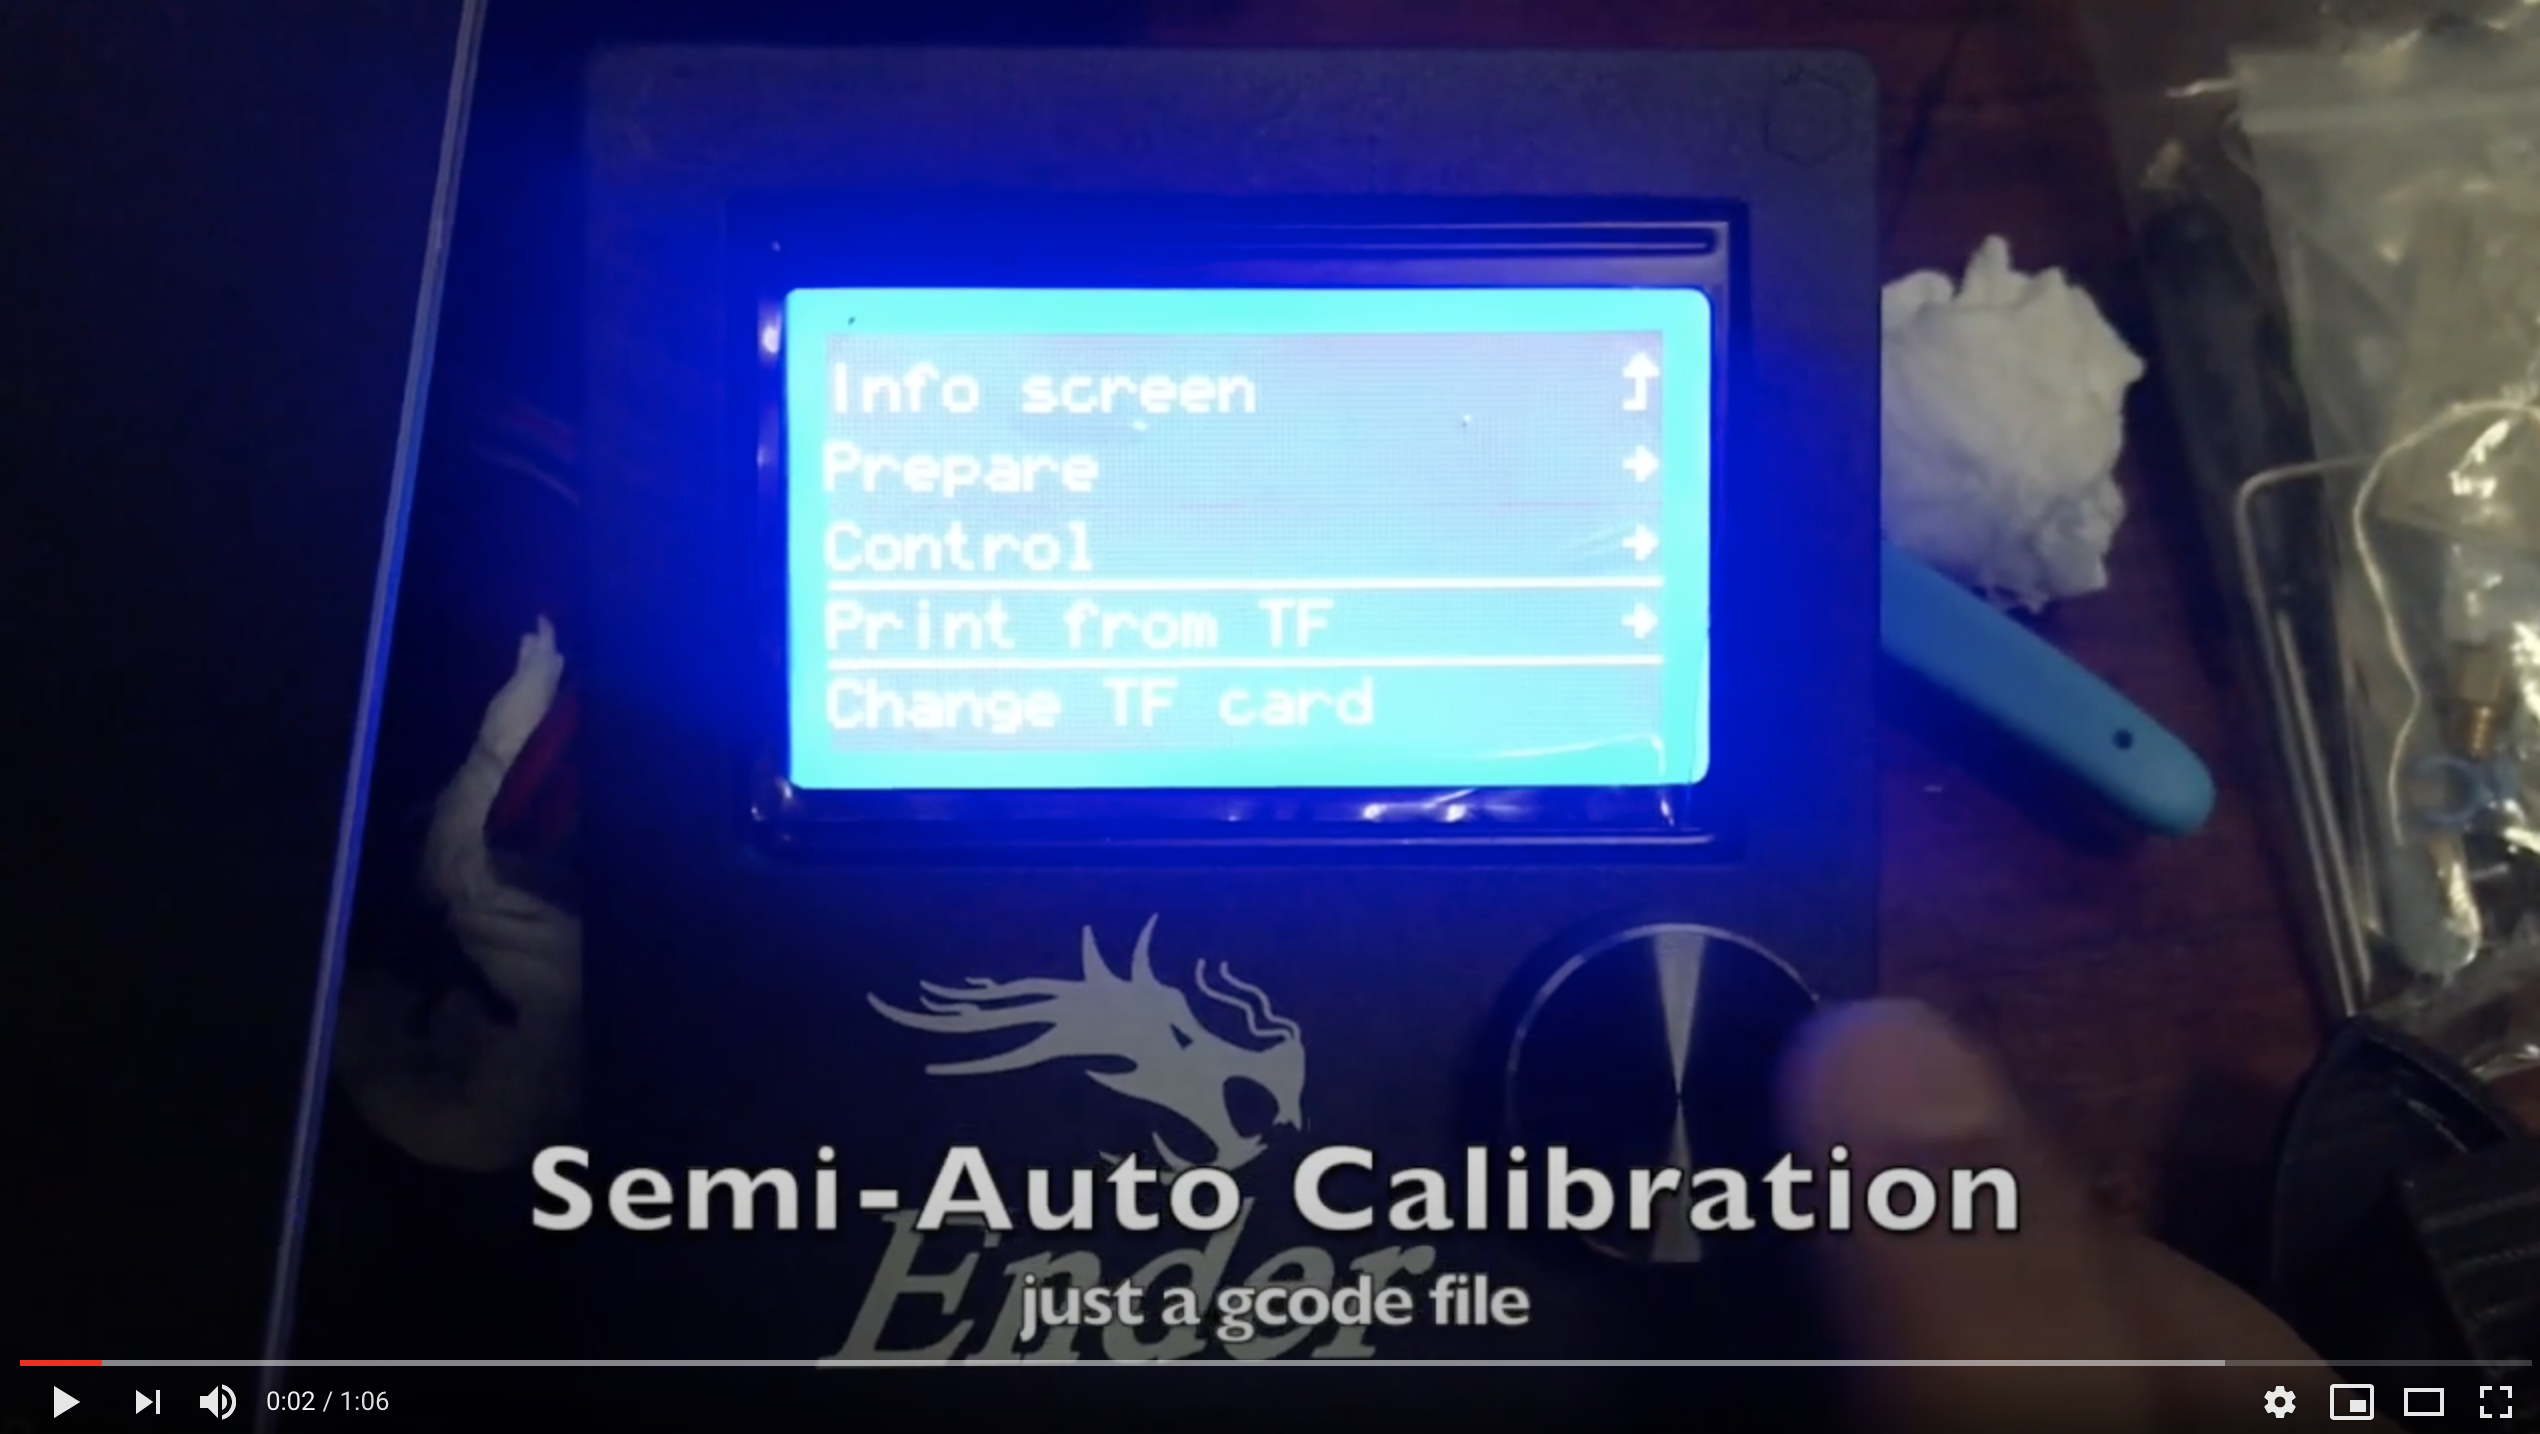 Info screen
Prepare
Control
Print from TF
Change TF card
Semi-Auto Calibration
Ender
just a gcode file
0:02 / 1:06